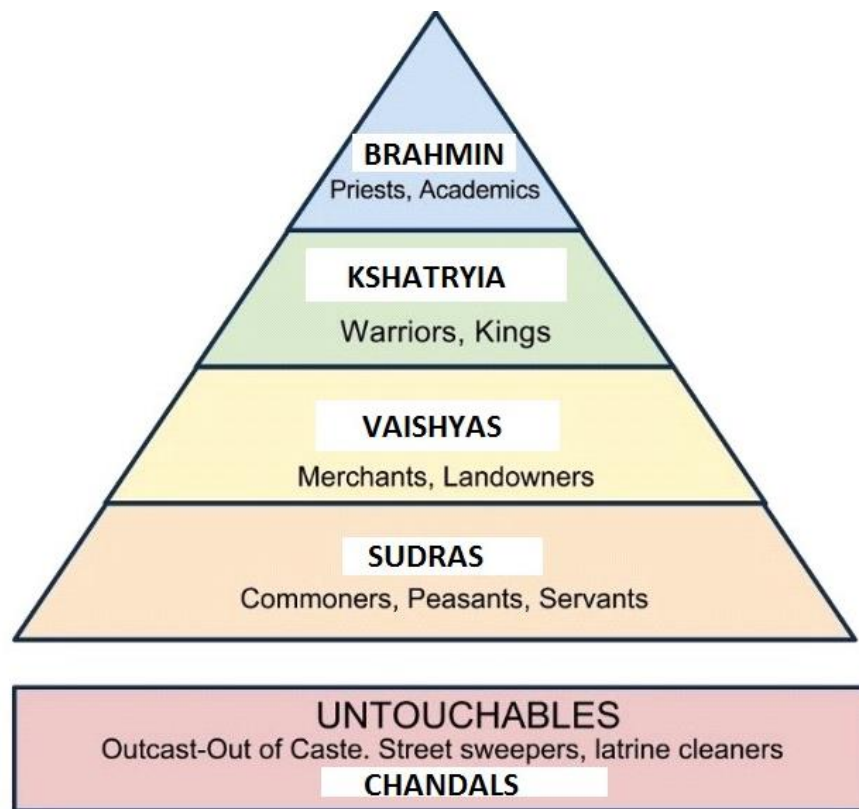 BRAHMIN
Priests, Academics
KSHATRYIA
Warriors, Kings
VAISHYAS
Merchants, Landowners
SUDRAS
Commoners, Peasants, Servants
UNTOUCHABLES
Outcast-Out of Caste. Street sweepers, latrine cleaners
CHANDALS